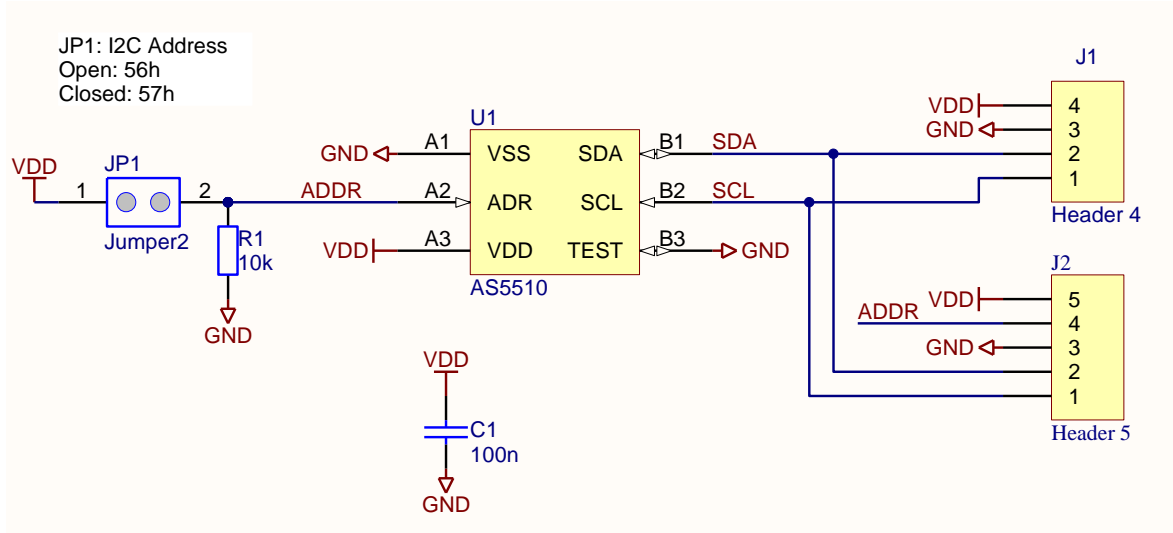 JP1: I2C Address
Open: 56h
Closed: 57h
J1
VDD 4
GND 3
2
1
Header 4
U1
GND A1 VSS SDA B1 SDA
ADDR A2 ADR SCL B2 SCL
VDD A3 VDD TEST B3 GND
AS5510
VDD
JP1
1 2
Jumper2
R1
10k
GND
J2
VDD 5
ADDR 4
GND 3
2
1
Header 5
VDD
C1
100n
GND